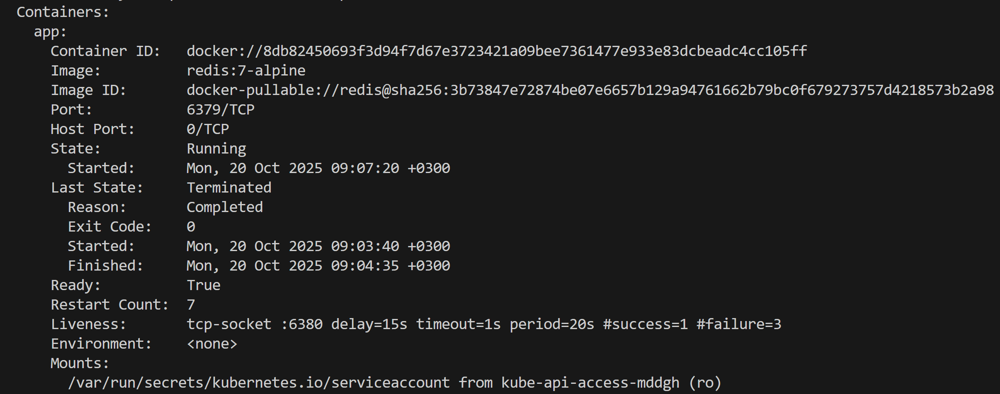 Containers:
  app:
    Container ID:   docker://8db82450693f3d94f7d67e3723421a09bee7361477e933e83dcbeadc4cc105ff
    Image:          redis:7-alpine
    Image ID:       docker-pullable://redis@sha256:3b73847e72874be07e6657b129a94761662b79bc0f679273757d4218573b2a98
    Port:           6379/TCP
    Host Port:      0/TCP
    State:          Running
      Started:      Mon, 20 Oct 2025 09:07:20 +0300
    Last State:     Terminated
      Reason:       Completed
      Exit Code:    0
      Started:      Mon, 20 Oct 2025 09:03:40 +0300
      Finished:     Mon, 20 Oct 2025 09:04:35 +0300
    Ready:          True
    Restart Count:  7
    Liveness:       tcp-socket :6380 delay=15s timeout=1s period=20s #success=1 #failure=3
    Environment:    <none>
    Mounts:
      /var/run/secrets/kubernetes.io/serviceaccount from kube-api-access-mddgh (ro)